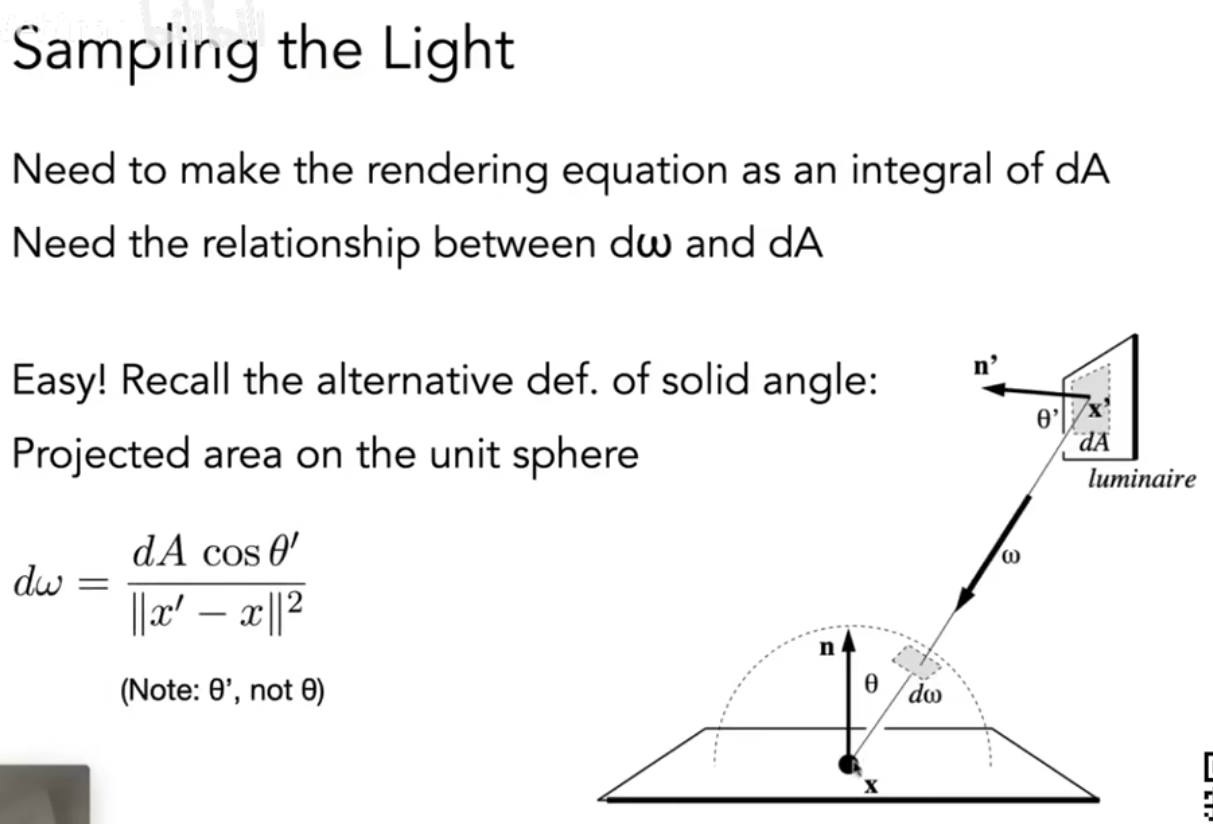 Sampling the Light
Need to make the rendering equation as an integral of dA
Need the relationship between dω and dA
Easy! Recall the alternative def. of solid angle:
Projected area on the unit sphere
dω = dA cos θ′ / ||x′ − x||²
(Note: θ’, not θ)
n’
θ’
x’
dA
luminaire
ω
n
θ
dω
x